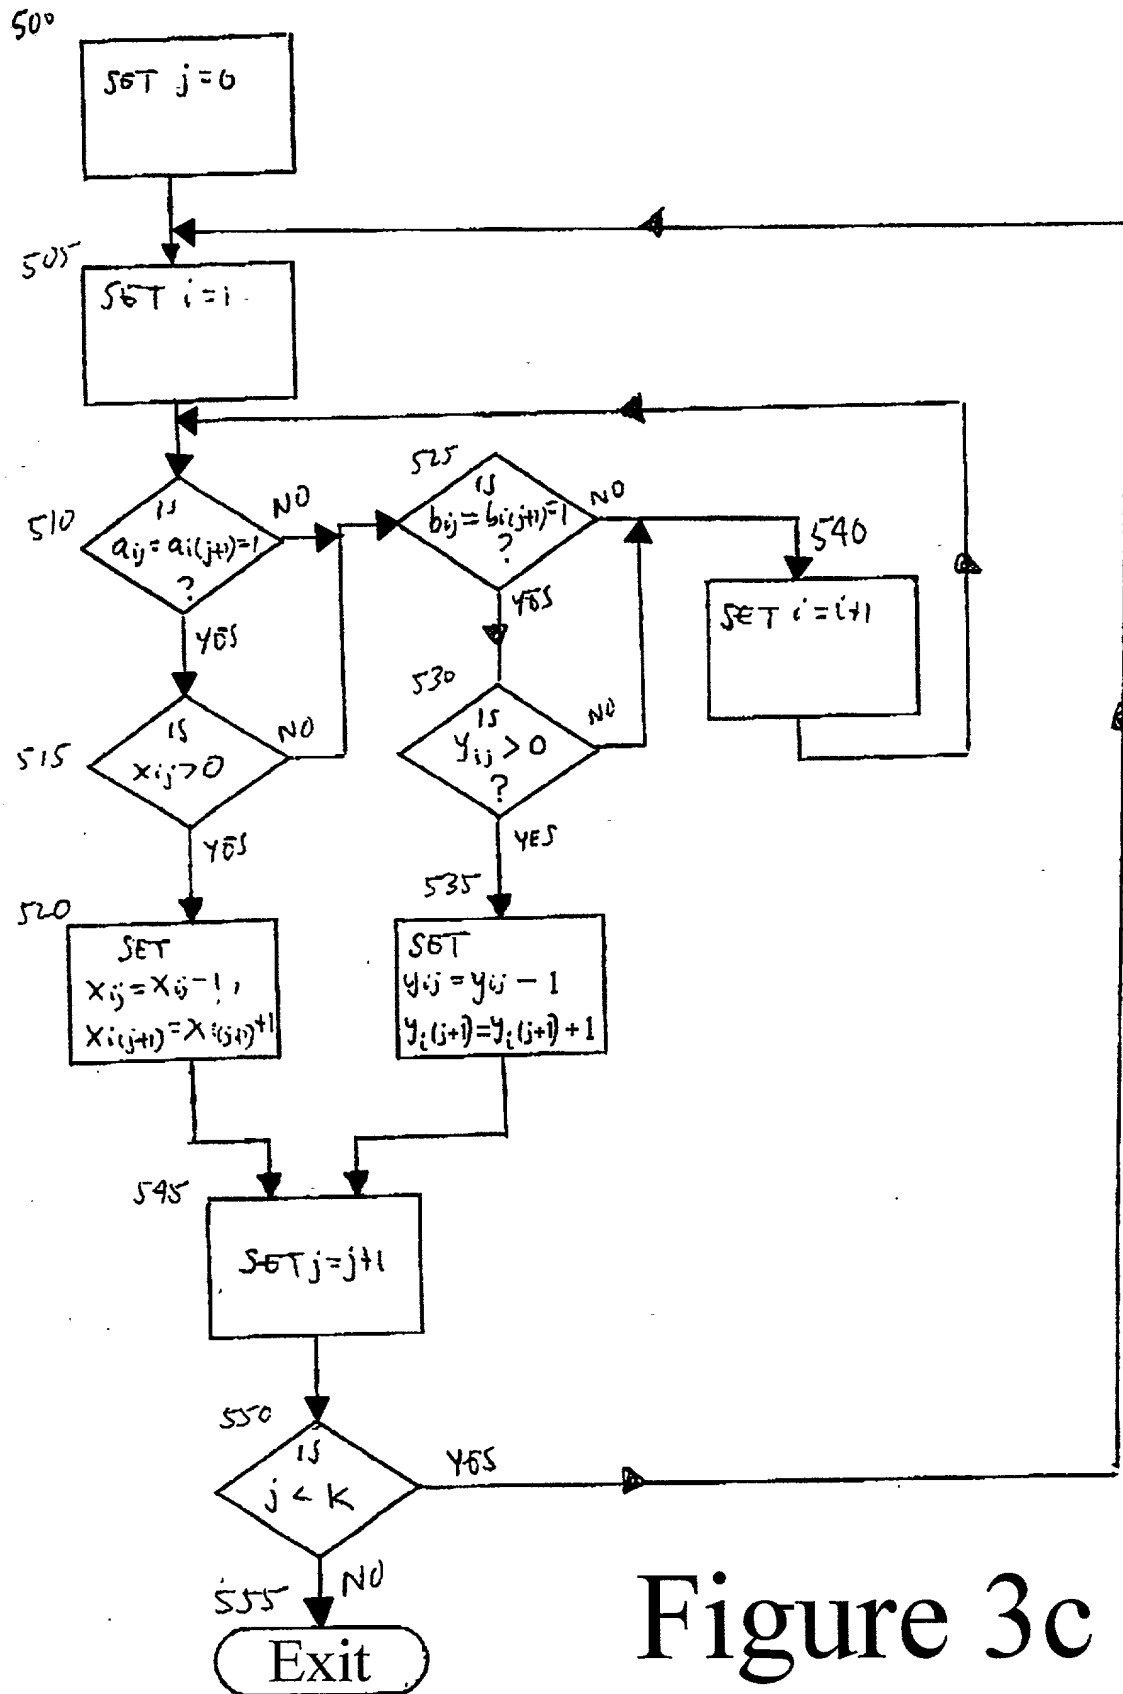 500
SET j=0
505
SET i=1
510
IS
aij=ai(j+1)=1
?
NO
YES
525
IS
bij=bi(j+1)=1
?
NO
YES
540
SET i=i+1
515
IS
xij>0
NO
YES
530
IS
yij>0
?
NO
YES
520
SET
xij=xij-1,
xi(j+1)=xi(j+1)+1
535
SET
yij=yij-1
yi(j+1)=yi(j+1)+1
545
SET j=j+1
550
IS
j<K
YES
NO
555
Exit
Figure 3c